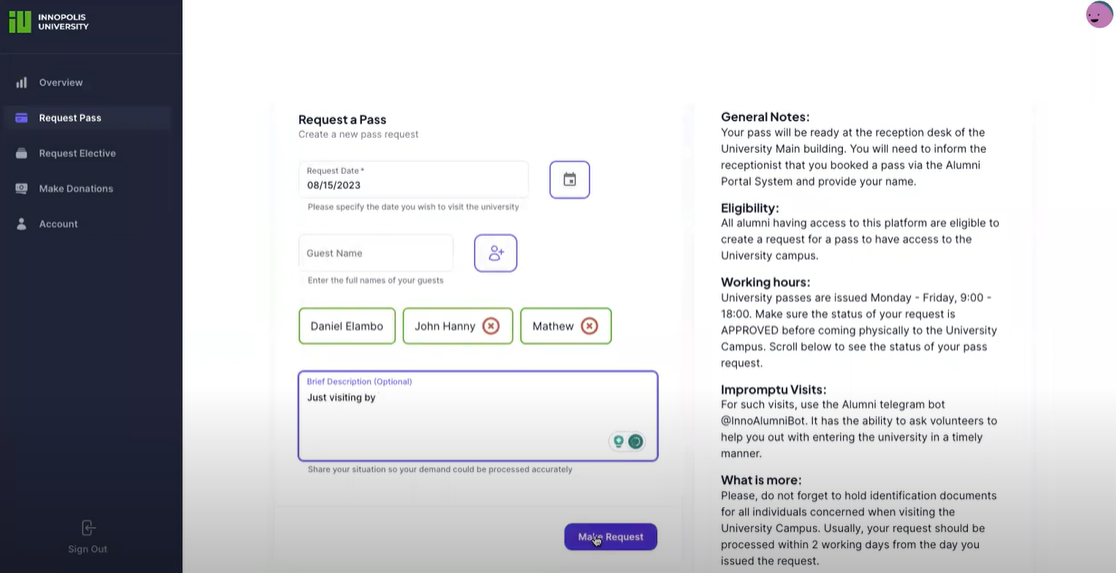 INNOPOLIS
UNIVERSITY
Overview
Request Pass
Request Elective
Make Donations
Account
Sign Out
Request a Pass
Create a new pass request
Request Date *
08/15/2023
Please specify the date you wish to visit the university
Guest Name
Enter the full names of your guests
Daniel Elambo
John Hanny
Mathew
Brief Description (Optional)
Just visiting by
Share your situation so your demand could be processed accurately
Make Request
General Notes:
Your pass will be ready at the reception desk of the
University Main building. You will need to inform the
receptionist that you booked a pass via the Alumni
Portal System and provide your name.
Eligibility:
All alumni having access to this platform are eligible to
create a request for a pass to have access to the
University campus.
Working hours:
University passes are issued Monday - Friday, 9:00 -
18:00. Make sure the status of your request is
APPROVED before coming physically to the University
Campus. Scroll below to see the status of your pass
request.
Impromptu Visits:
For such visits, use the Alumni telegram bot
@InnoAlumniBot. It has the ability to ask volunteers to
help you out with entering the university in a timely
manner.
What is more:
Please, do not forget to hold identification documents
for all individuals concerned when visiting the
University Campus. Usually, your request should be
processed within 2 working days from the day you
issued the request.